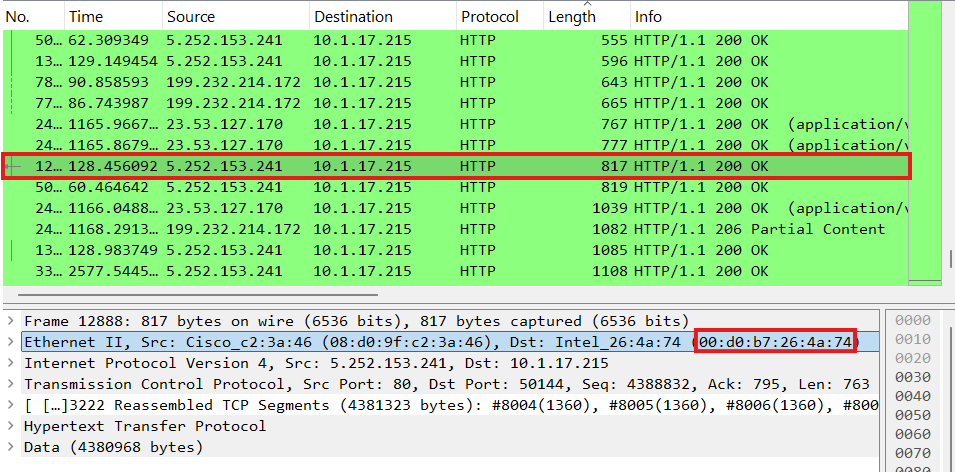 No. Time Source Destination Protocol Length Info
50… 62.309349 5.252.153.241 10.1.17.215 HTTP 555 HTTP/1.1 200 OK
13… 129.149454 5.252.153.241 10.1.17.215 HTTP 596 HTTP/1.1 200 OK
78… 90.858593 199.232.214.172 10.1.17.215 HTTP 643 HTTP/1.1 200 OK
77… 86.743987 199.232.214.172 10.1.17.215 HTTP 665 HTTP/1.1 200 OK
24… 1165.9667… 23.53.127.170 10.1.17.215 HTTP 767 HTTP/1.1 200 OK (application/v
24… 1165.8679… 23.53.127.170 10.1.17.215 HTTP 777 HTTP/1.1 200 OK (application/v
12… 128.456092 5.252.153.241 10.1.17.215 HTTP 817 HTTP/1.1 200 OK
50… 60.464642 5.252.153.241 10.1.17.215 HTTP 819 HTTP/1.1 200 OK
24… 1166.0488… 23.53.127.170 10.1.17.215 HTTP 1039 HTTP/1.1 200 OK (application/v
24… 1168.2913… 199.232.214.172 10.1.17.215 HTTP 1082 HTTP/1.1 206 Partial Content
13… 128.983749 5.252.153.241 10.1.17.215 HTTP 1085 HTTP/1.1 200 OK
33… 2577.5445… 5.252.153.241 10.1.17.215 HTTP 1108 HTTP/1.1 200 OK
Frame 12888: 817 bytes on wire (6536 bits), 817 bytes captured (6536 bits)
Ethernet II, Src: Cisco_c2:3a:46 (08:d0:9f:c2:3a:46), Dst: Intel_26:4a:74 (00:d0:b7:26:4a:74)
Internet Protocol Version 4, Src: 5.252.153.241, Dst: 10.1.17.215
Transmission Control Protocol, Src Port: 80, Dst Port: 50144, Seq: 4388832, Ack: 795, Len: 763
[ […]3222 Reassembled TCP Segments (4381323 bytes): #8004(1360), #8005(1360), #8006(1360), #800
Hypertext Transfer Protocol
Data (4380968 bytes)
0000
0010
0020
0030
0040
0050
0060
0070
0080